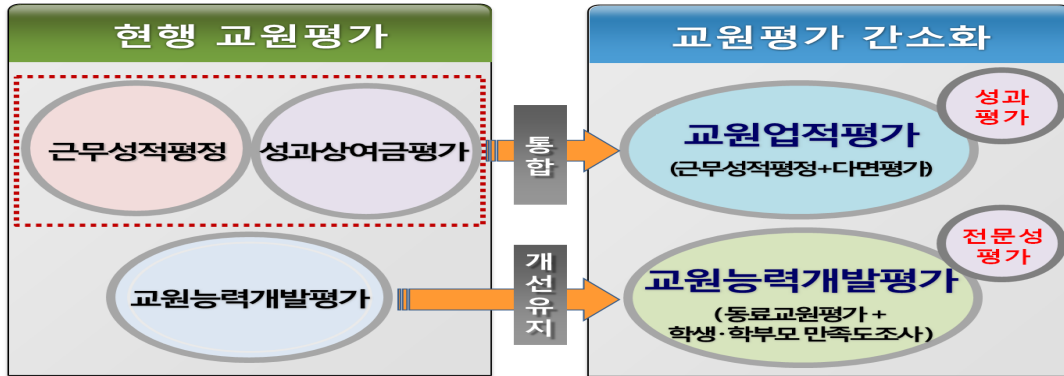 현행 교원평가
근무성적평정
성과상여금평가
교원능력개발평가
통합
개선유지
교원평가 간소화
성과
평가
교원업적평가
(근무성적평정+다면평가)
전문성
평가
교원능력개발평가
(동료교원평가 +
학생·학부모 만족도조사)